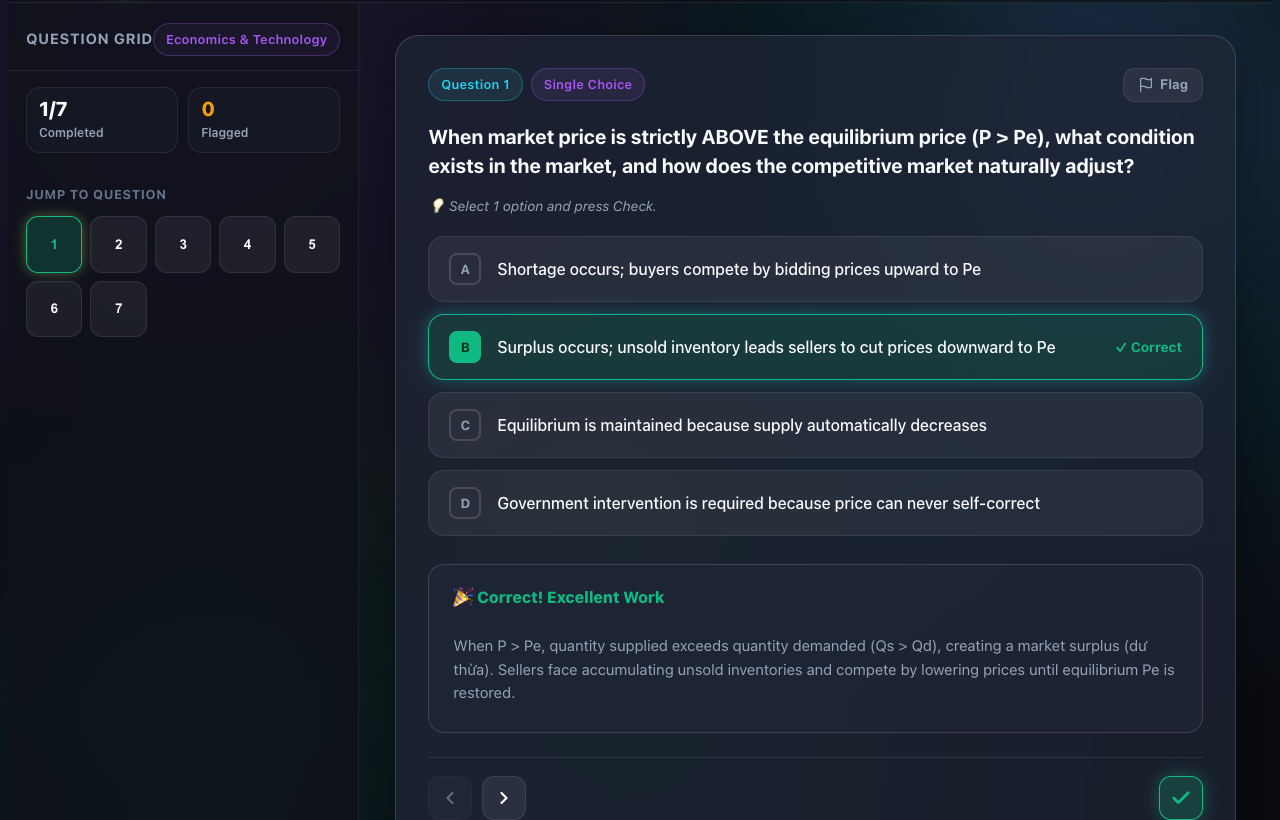 QUESTION GRID
Economics & Technology
1/7
Completed
0
Flagged
JUMP TO QUESTION
1
2
3
4
5
6
7
Question 1
Single Choice
Flag
When market price is strictly ABOVE the equilibrium price (P > Pe), what condition
exists in the market, and how does the competitive market naturally adjust?
Select 1 option and press Check.
A
Shortage occurs; buyers compete by bidding prices upward to Pe
B
Surplus occurs; unsold inventory leads sellers to cut prices downward to Pe
✓ Correct
C
Equilibrium is maintained because supply automatically decreases
D
Government intervention is required because price can never self-correct
🎉 Correct! Excellent Work
When P > Pe, quantity supplied exceeds quantity demanded (Qs > Qd), creating a market surplus (dư
thừa). Sellers face accumulating unsold inventories and compete by lowering prices until equilibrium Pe is
restored.